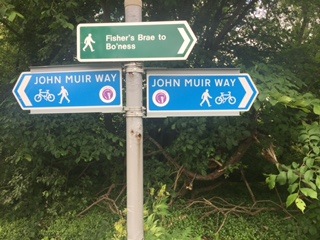 Fisher's Brae to
Bo'ness
JOHN MUIR WAY
JOHN MUIR WAY